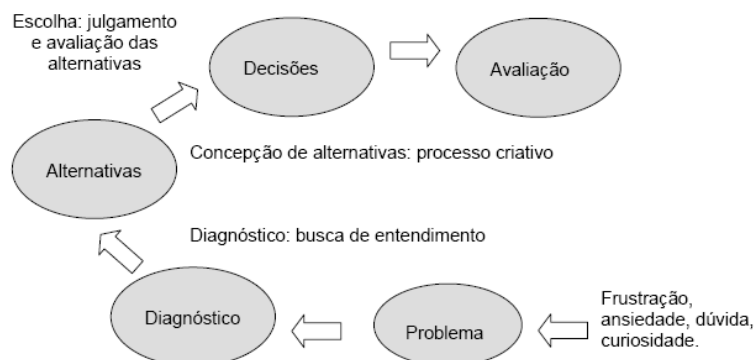 Escolha: julgamento
e avaliação das
alternativas
Decisões
Avaliação
Concepção de alternativas: processo criativo
Alternativas
Diagnóstico: busca de entendimento
Diagnóstico
Problema
Frustração,
ansiedade, dúvida,
curiosidade.